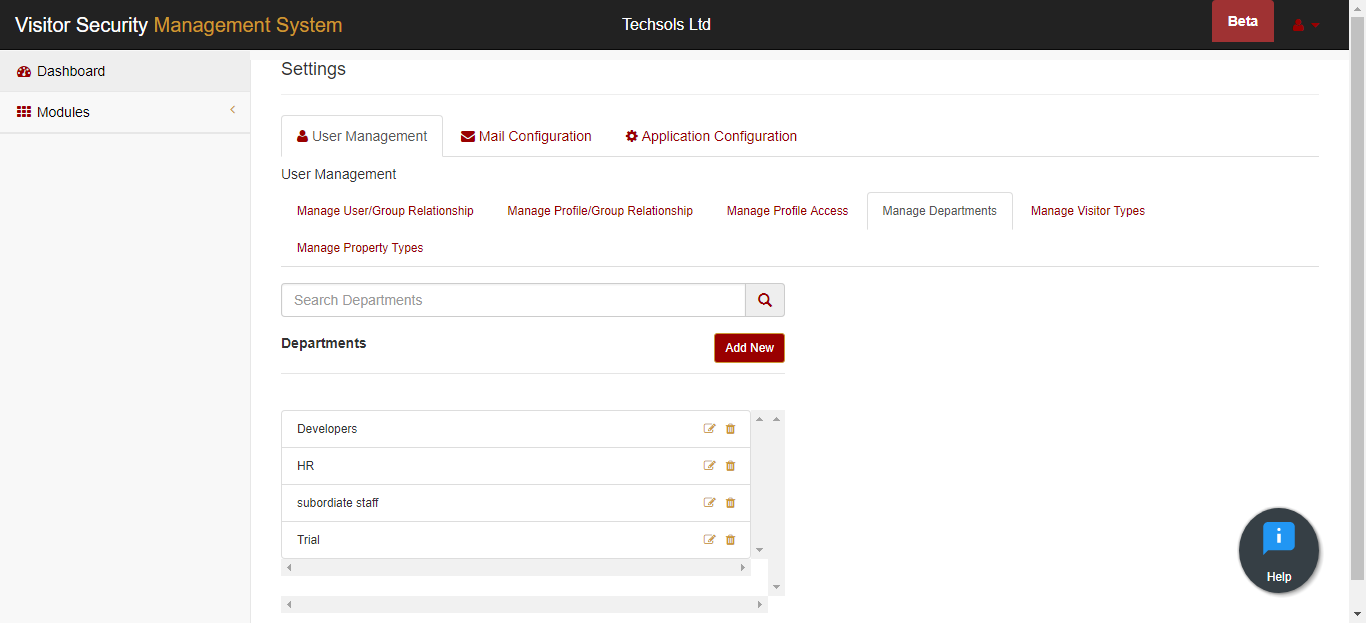 Visitor Security Management System
Techsols Ltd
Beta
Dashboard
Modules
Settings
User Management
Mail Configuration
Application Configuration
User Management
Manage User/Group Relationship
Manage Profile/Group Relationship
Manage Profile Access
Manage Departments
Manage Visitor Types
Manage Property Types
Search Departments
Departments
Add New
Developers
HR
subordiate staff
Trial
Help